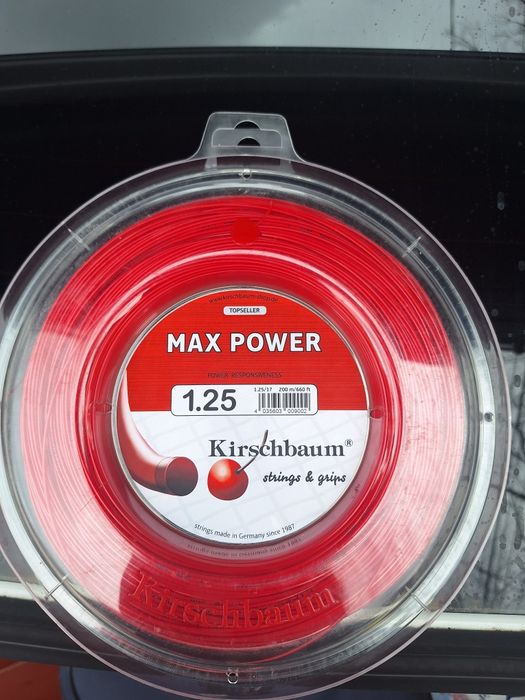 www.kirschbaum-shop.de
TOPSELLER
MAX POWER
POWER RESPONSIVENESS
1.25/17 200 m/660 ft
1.25
4 035603 009002
Kirschbaum®
strings & grips
strings made in Germany since 1987
Kirschbaum